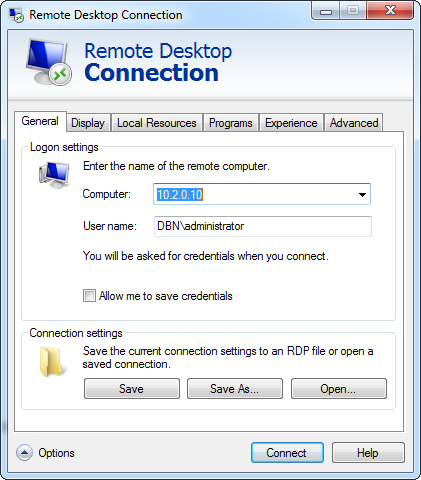 Remote Desktop Connection
Remote Desktop
Connection
General Display Local Resources Programs Experience Advanced
Logon settings
Enter the name of the remote computer.
Computer: 10.2.0.10
User name: DBN\administrator
You will be asked for credentials when you connect.
Allow me to save credentials
Connection settings
Save the current connection settings to an RDP file or open a
saved connection.
Save Save As... Open...
Options Connect Help